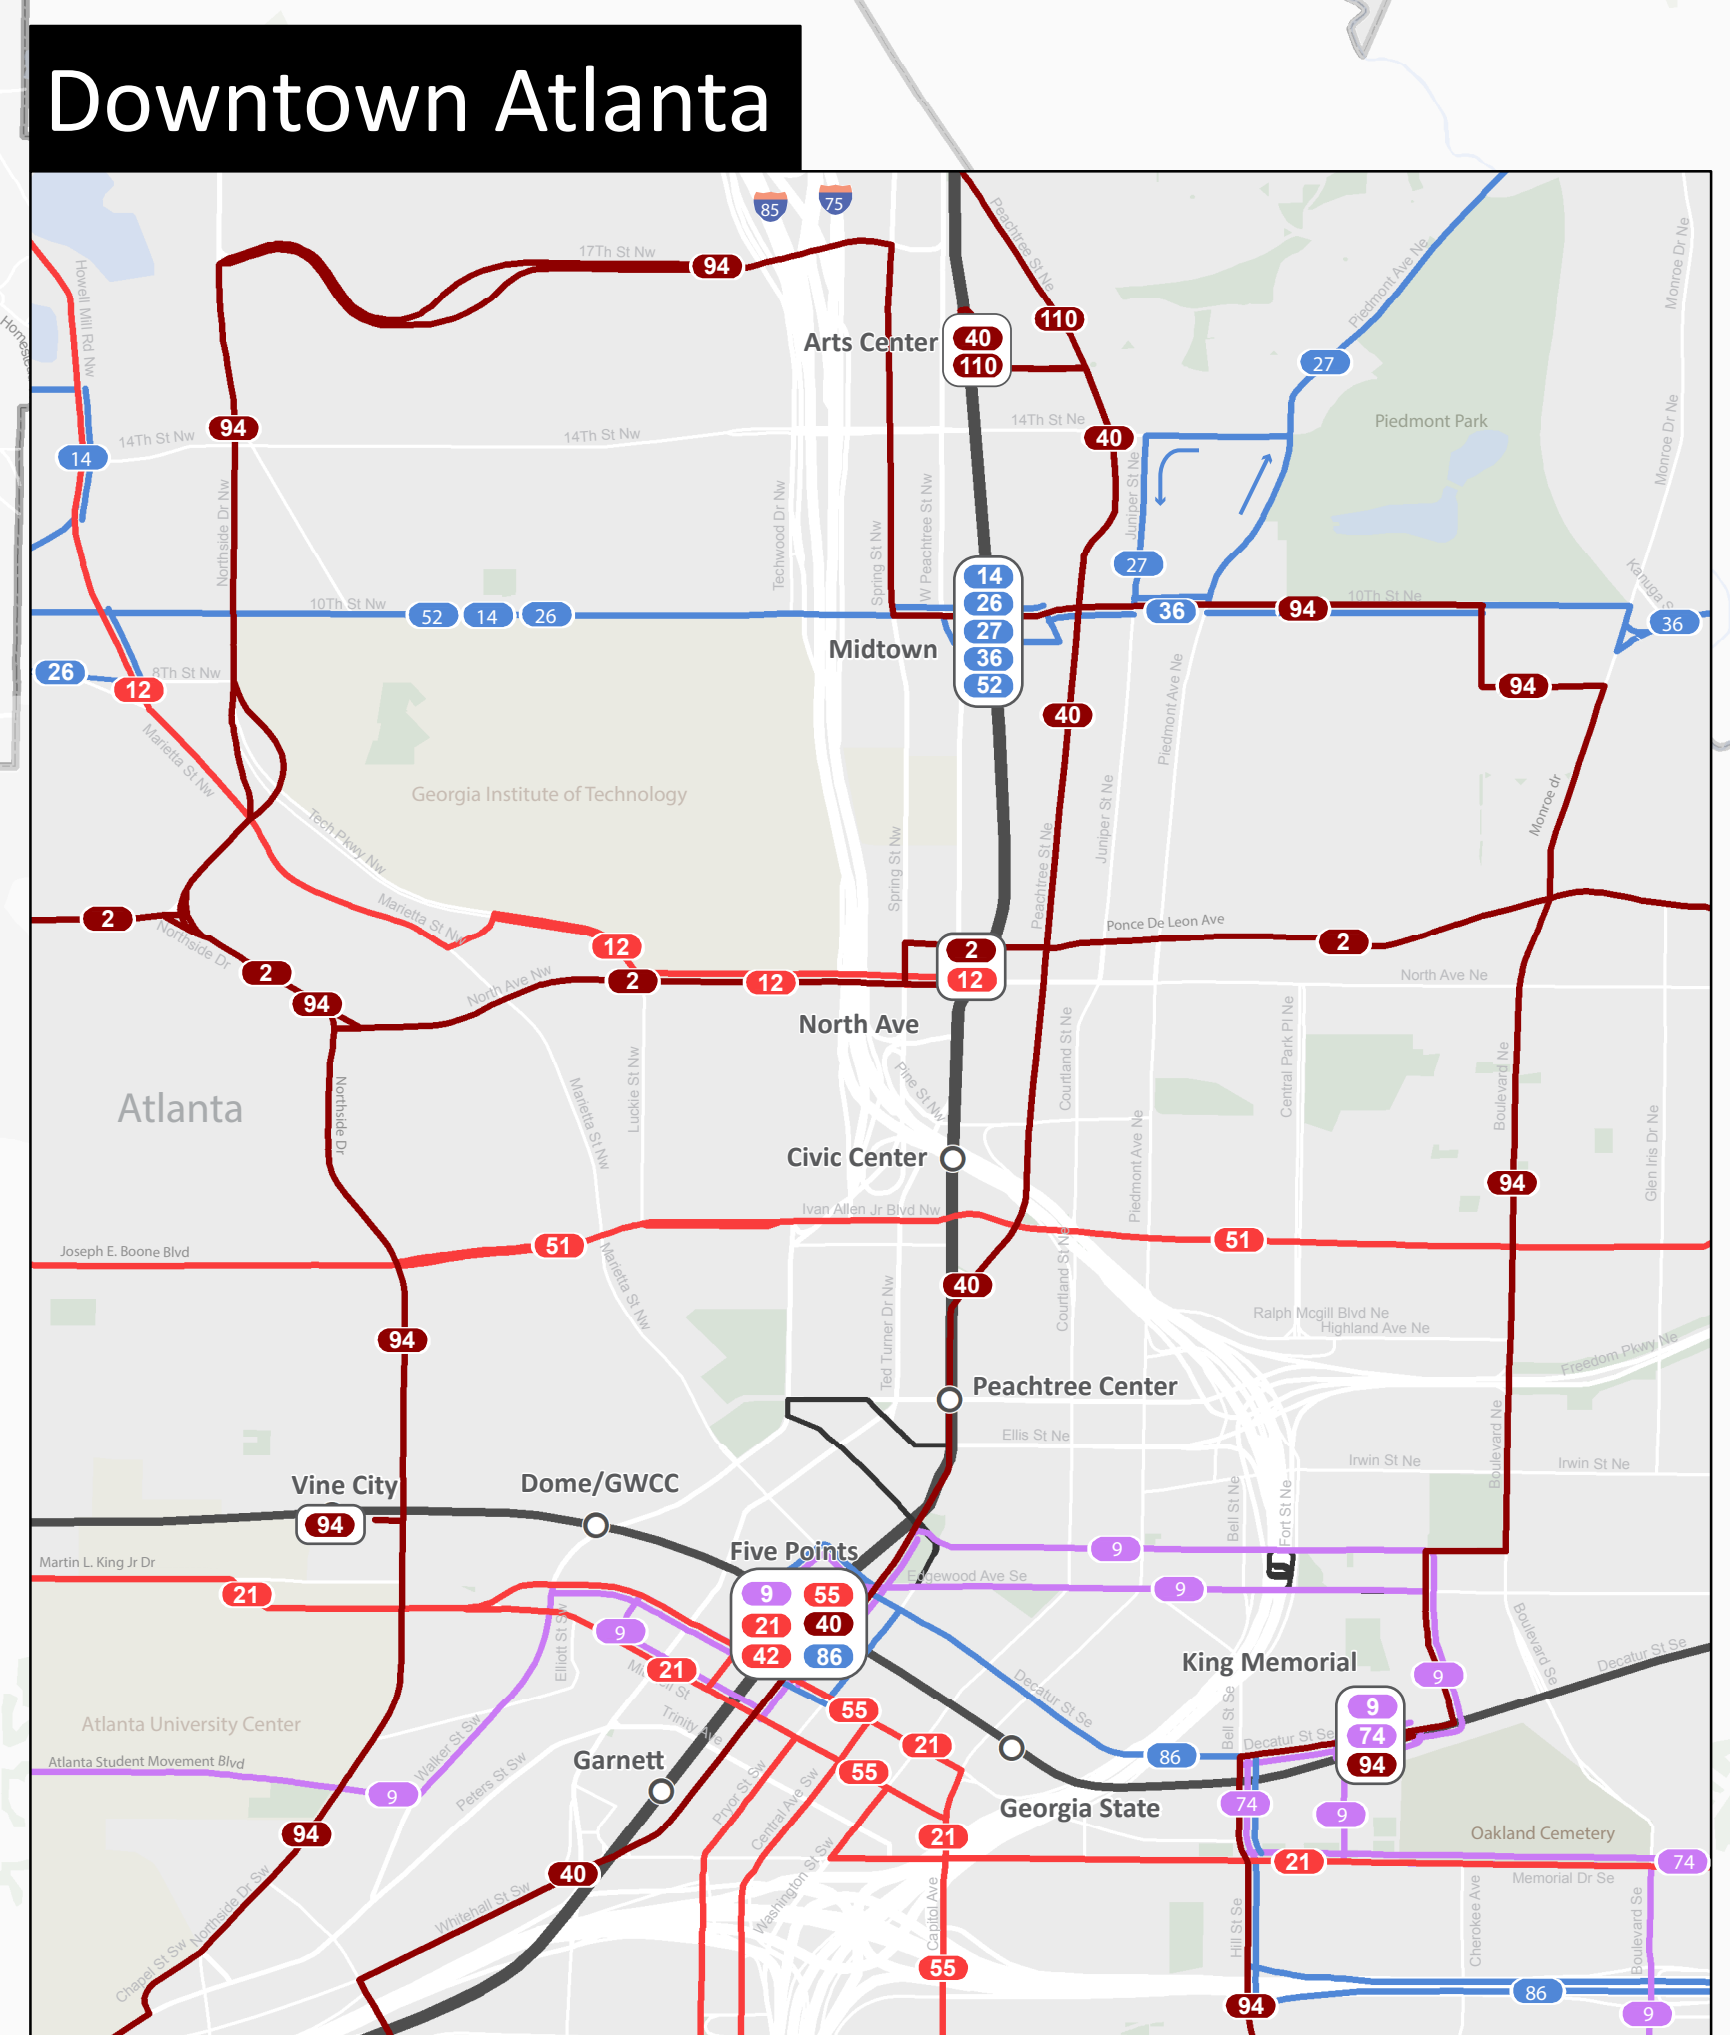 Downtown Atlanta
85
75
17Th St Nw
94
Peachtree St Ne
Howell Mill Rd Nw
Piedmont Ave Ne
Monroe Dr Ne
110
Arts Center
40
110
27
94
14Th St Nw
14Th St Nw
14Th St Ne
40
Piedmont Park
Monroe Dr Ne
14
Northside Dr Nw
Techwood Dr Nw
Spring St Nw
W Peachtree St Nw
Juniper St Ne
27
14
26
27
36
52
10Th St Nw
52
14
26
36
94
10Th St Ne
36
Midtown
26
12
8Th St Nw
94
40
Piedmont Ave Ne
Marietta St Nw
Georgia Institute of Technology
Tech Pkwy Nw
Juniper St Ne
Monroe dr
Spring St Nw
Peachtree St Ne
2
Marietta St Nw
Northside Dr
12
Ponce De Leon Ave
2
2
12
2
94
North Ave Nw
2
12
North Ave Ne
North Ave
Atlanta
Northside Dr
Marietta St Nw
Luckie St Nw
Pine St Nw
Courtland St Ne
Central Park Pl Ne
Boulevard Ne
Piedmont Ave Ne
Glen Iris Dr Ne
Civic Center
94
Ivan Allen Jr Blvd Nw
Joseph E. Boone Blvd
51
51
Marietta St Nw
Ted Turner Dr Nw
40
Courtland St Ne
Ralph Mcgill Blvd Ne
Highland Ave Ne
94
Freedom Pkwy Ne
Peachtree Center
Ellis St Ne
Boulevard Ne
Irwin St Ne
Irwin St Ne
Vine City
94
Dome/GWCC
Bell St Ne
Fort St Ne
Martin L. King Jr Dr
Five Points
9
Edgewood Ave Se
21
9
55
21
40
42
86
9
9
Elliott St Sw
21
Boulevard Se
Decatur St Se
King Memorial
9
Decatur St Se
Atlanta University Center
Trinity Ave
55
Bell St Se
9
74
94
Decatur St Se
86
21
Atlanta Student Movement Blvd
Walker St Sw
Peters St Sw
Garnett
55
9
Pryor St Sw
Central Ave Sw
Georgia State
74
9
94
21
Oakland Cemetery
21
74
Memorial Dr Se
40
Northside Dr Sw
Whitehall St Sw
Washington St Sw
Capitol Ave
Hill St Se
Cherokee Ave
Boulevard Se
Chapel St Sw
55
94
86
9